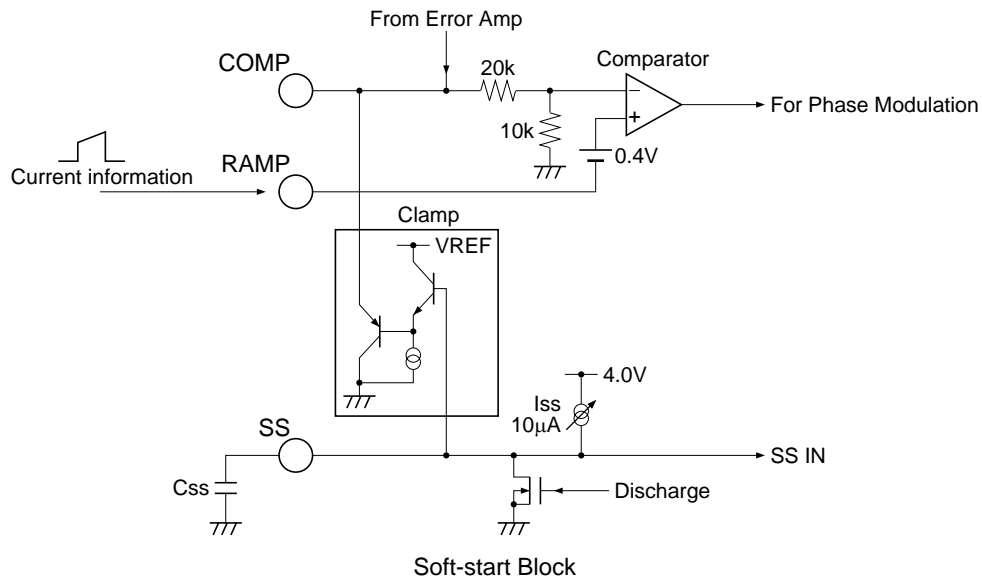 From Error Amp
COMP
20k
Comparator
−
+
For Phase Modulation
10k
0.4V
RAMP
Current information
Clamp
VREF
4.0V
Iss
10μA
SS
SS IN
Css
Discharge
Soft-start Block